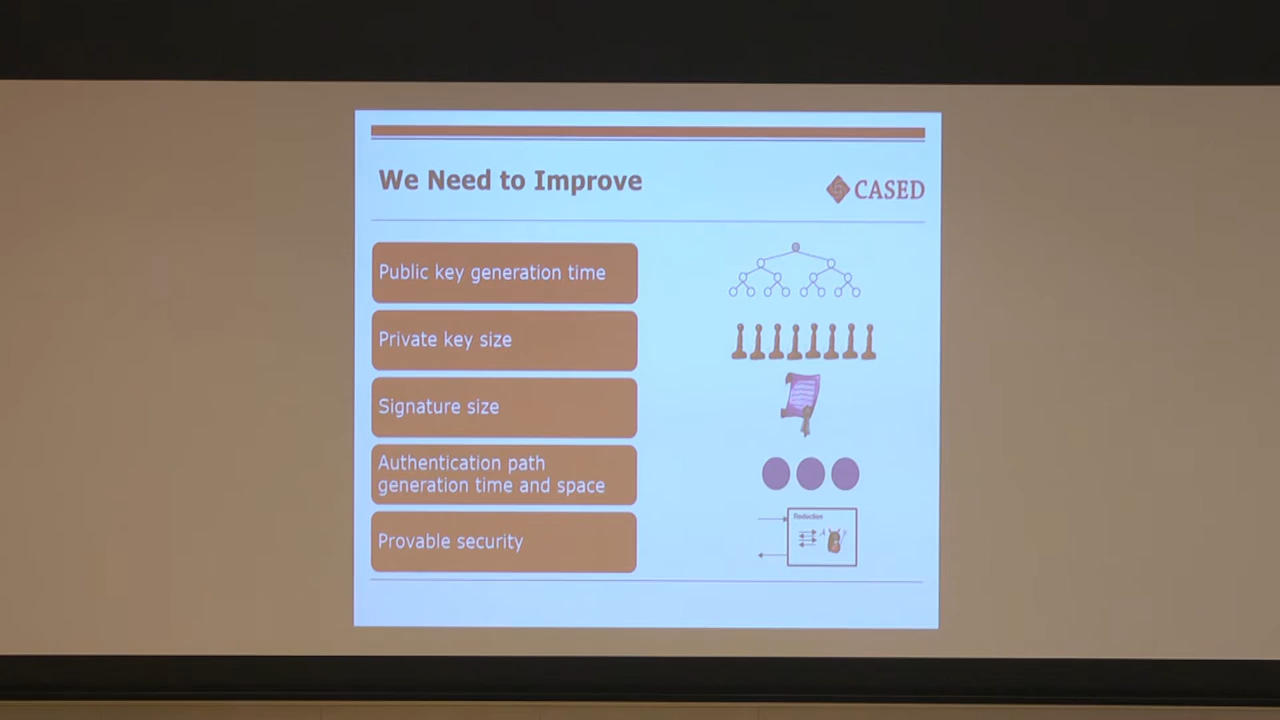 We Need to Improve
CASED
Public key generation time
Private key size
Signature size
Authentication path
generation time and space
Reduction
Provable security